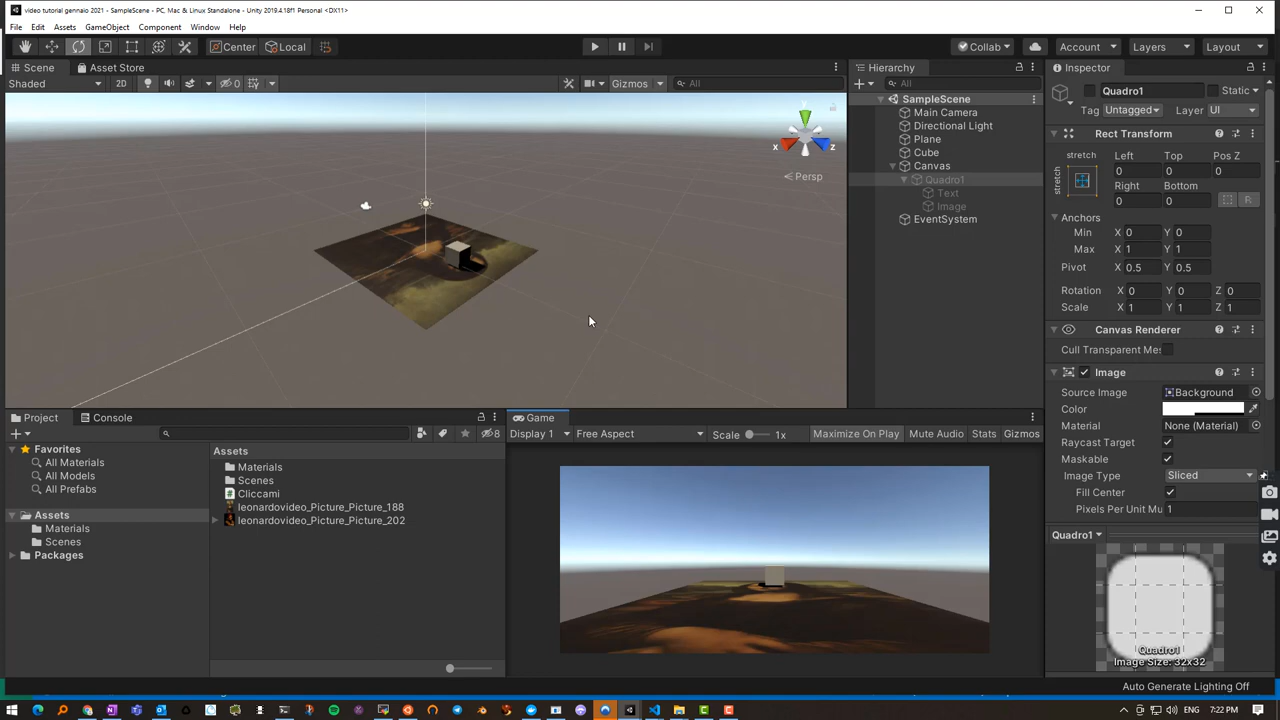 video tutorial gennaio 2021 - SampleScene - PC, Mac & Linux Standalone - Unity 2019.4.18f1 Personal <DX11>
File Edit Assets GameObject Component Window Help
Center Local Collab Account Layers Layout
Scene Asset Store
Shaded 2D 0 Gizmos All
X Z
Persp
Hierarchy
All
SampleScene
Main Camera
Directional Light
Plane
Cube
Canvas
Quadro1
Text
Image
EventSystem
Inspector
Quadro1 Static
Tag Untagged Layer UI
Rect Transform
stretch Left Top Pos Z
stretch 0 0 0
Right Bottom
0 0 R
Anchors
Min X 0 Y 0
Max X 1 Y 1
Pivot X 0.5 Y 0.5
Rotation X 0 Y 0 Z 0
Scale X 1 Y 1 Z 1
Canvas Renderer
Cull Transparent Mes
Image
Source Image Background
Color
Material None (Material)
Raycast Target
Maskable
Image Type Sliced
Fill Center
Pixels Per Unit Mu 1
Quadro1
Quadro1
Image Size: 32x32
Project Console
8
Favorites
All Materials
All Models
All Prefabs
Assets
Materials
Scenes
Packages
Assets
Materials
Scenes
Cliccami
leonardovideo_Picture_Picture_188
leonardovideo_Picture_Picture_202
Game
Display 1 Free Aspect Scale 1x Maximize On Play Mute Audio Stats Gizmos
Auto Generate Lighting Off
ENG 7:22 PM